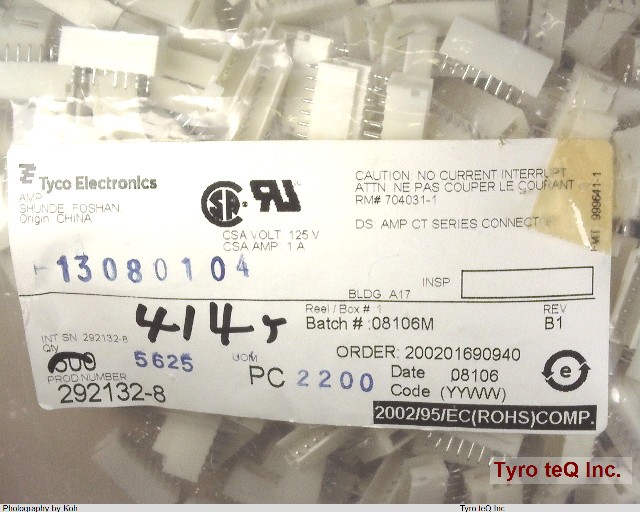 Tyco Electronics
AMP
SHUNDE, FOSHAN
Origin: CHINA
CSA VOLT 125 V
CSA AMP. 1 A
CAUTION: NO CURRENT INTERRUPT
ATTN: NE PAS COUPER LE COURANT
RM# 704031-1
DS: AMP CT SERIES CONNECT
999641-1
13080104
BLDG. A17
INSP
4145
Reel / Box # 1
Batch # :08106M
REV
B1
INT SN: 292132-8
Qty
5625
UOM
PC 2200
ORDER: 200201690940
Date 08106
Code (YYWW)
e
PROD NUMBER
292132-8
2002/95/EC(ROHS)COMP.
Tyro teQ Inc.
Photography by Koh
Tyro teQ Inc.